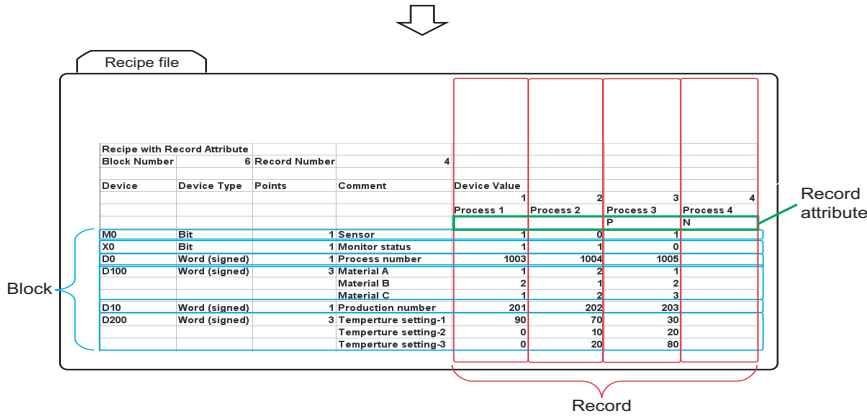 Recipe file
Recipe with Record Attribute
Block Number 6 Record Number 4
Device Device Type Points Comment Device Value
1 2 3 4
Process 1 Process 2 Process 3 Process 4
P N
Record
attribute
M0 Bit 1 Sensor 1 0 1
X0 Bit 1 Monitor status 1 1 0
D0 Word (signed) 1 Process number 1003 1004 1005
D100 Word (signed) 3 Material A 1 2 1
Material B 2 1 2
Material C 1 2 3
D10 Word (signed) 1 Production number 201 202 203
D200 Word (signed) 3 Temperture setting-1 90 70 30
Temperture setting-2 0 10 20
Temperture setting-3 0 20 80
Block
Record